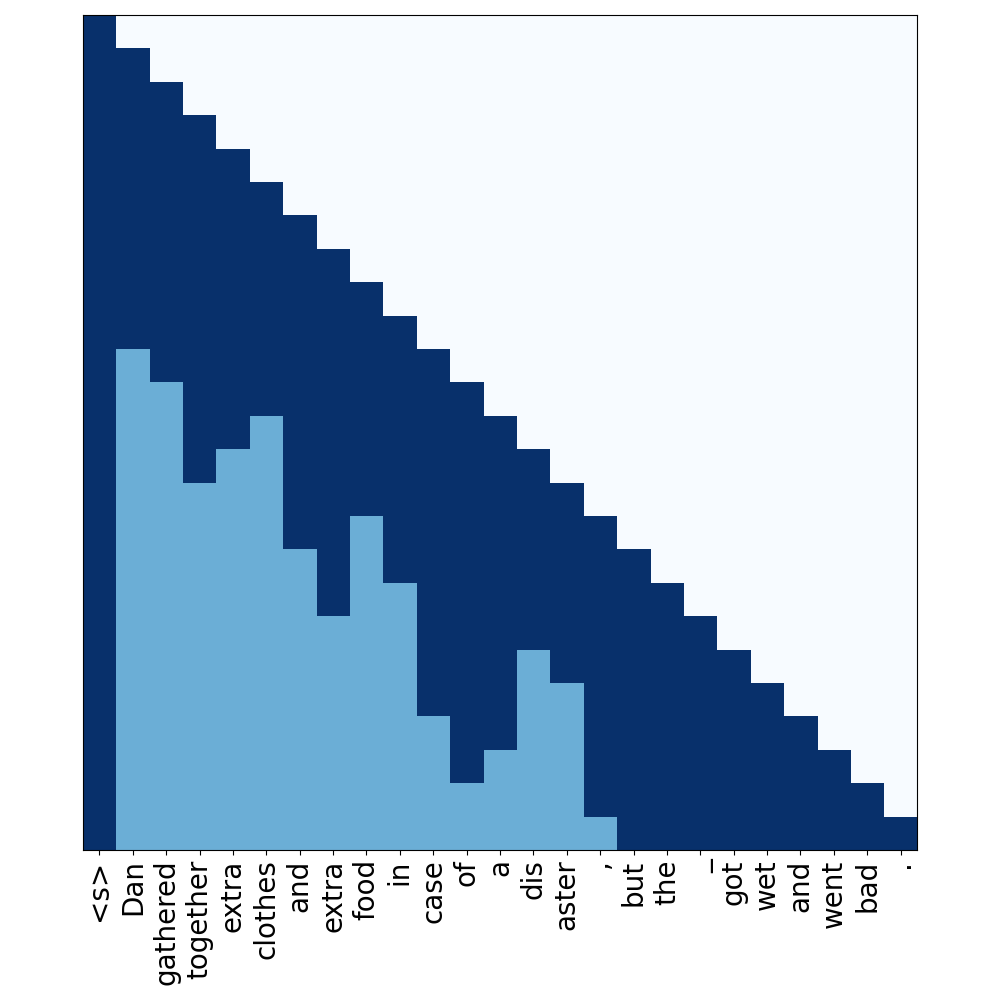 <s> Dan gathered together extra clothes and extra food in case of a dis aster , but the _ got wet and went bad .